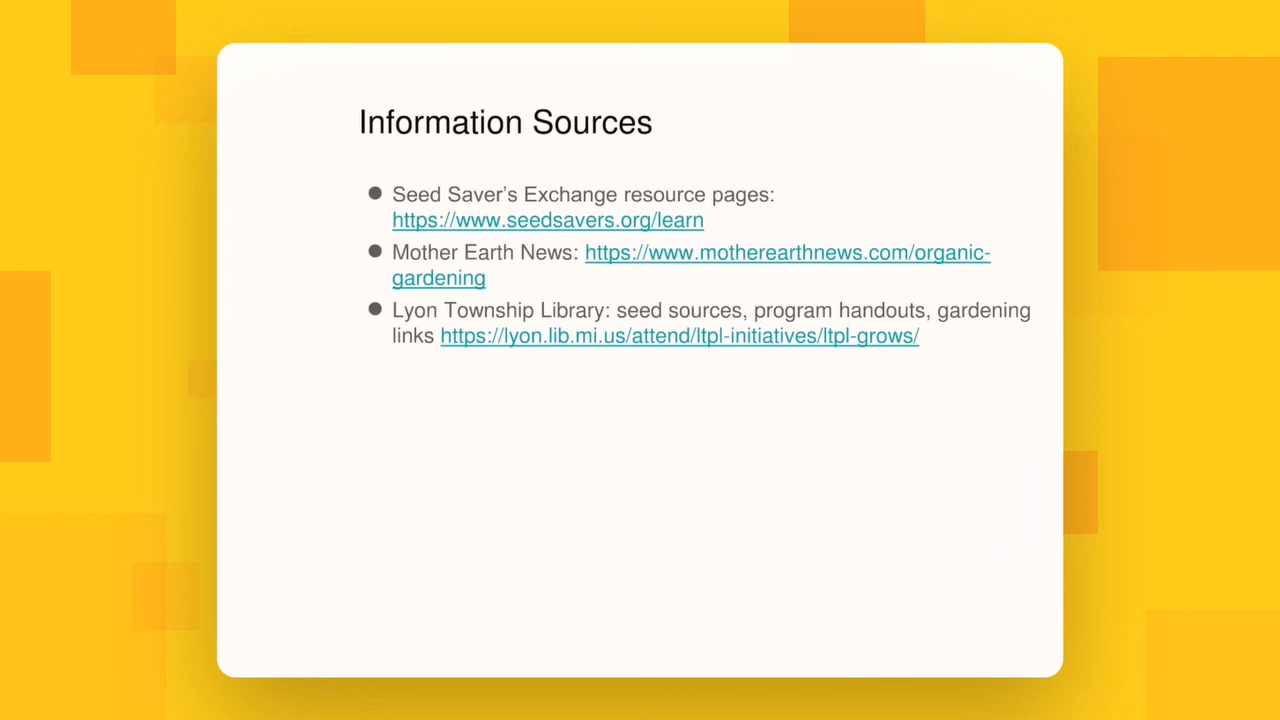 Information Sources
● Seed Saver’s Exchange resource pages:
https://www.seedsavers.org/learn
● Mother Earth News: https://www.motherearthnews.com/organic-
gardening
● Lyon Township Library: seed sources, program handouts, gardening
links https://lyon.lib.mi.us/attend/ltpl-initiatives/ltpl-grows/